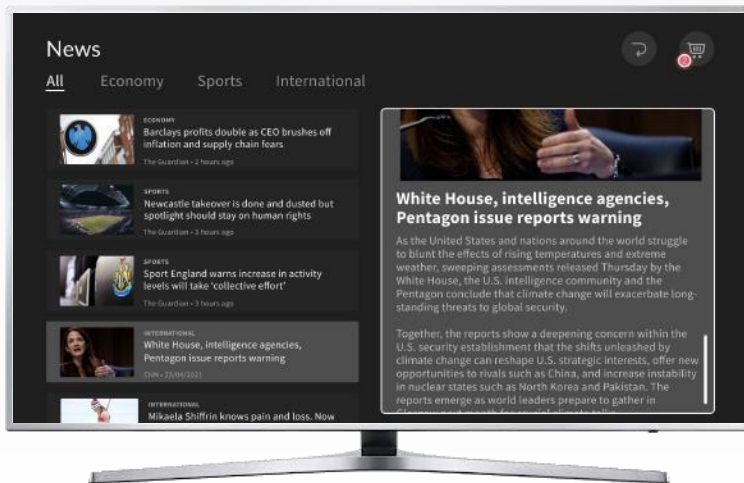 News
All Economy Sports International
2
ECONOMY
Barclays profits double as CEO brushes off
inflation and supply chain fears
The Guardian • 2 hours ago
SPORTS
Newcastle takeover is done and dusted but
spotlight should stay on human rights
The Guardian • 3 hours ago
SPORTS
Sport England warns increase in activity
levels will take ‘collective effort’
The Guardian • 3 hours ago
INTERNATIONAL
White House, intelligence agencies,
Pentagon issue reports warning
CNN • 23/04/2021
INTERNATIONAL
Mikaela Shiffrin knows pain and loss. Now
White House, intelligence agencies,
Pentagon issue reports warning
As the United States and nations around the world struggle
to blunt the effects of rising temperatures and extreme
weather, sweeping assessments released Thursday by the
White House, the U.S. intelligence community and the
Pentagon conclude that climate change will exacerbate long-
standing threats to global security.
Together, the reports show a deepening concern within the
U.S. security establishment that the shifts unleashed by
climate change can reshape U.S. strategic interests, offer new
opportunities to rivals such as China, and increase instability
in nuclear states such as North Korea and Pakistan. The
reports emerge as world leaders prepare to gather in
Glasgow next month for crucial climate talks.